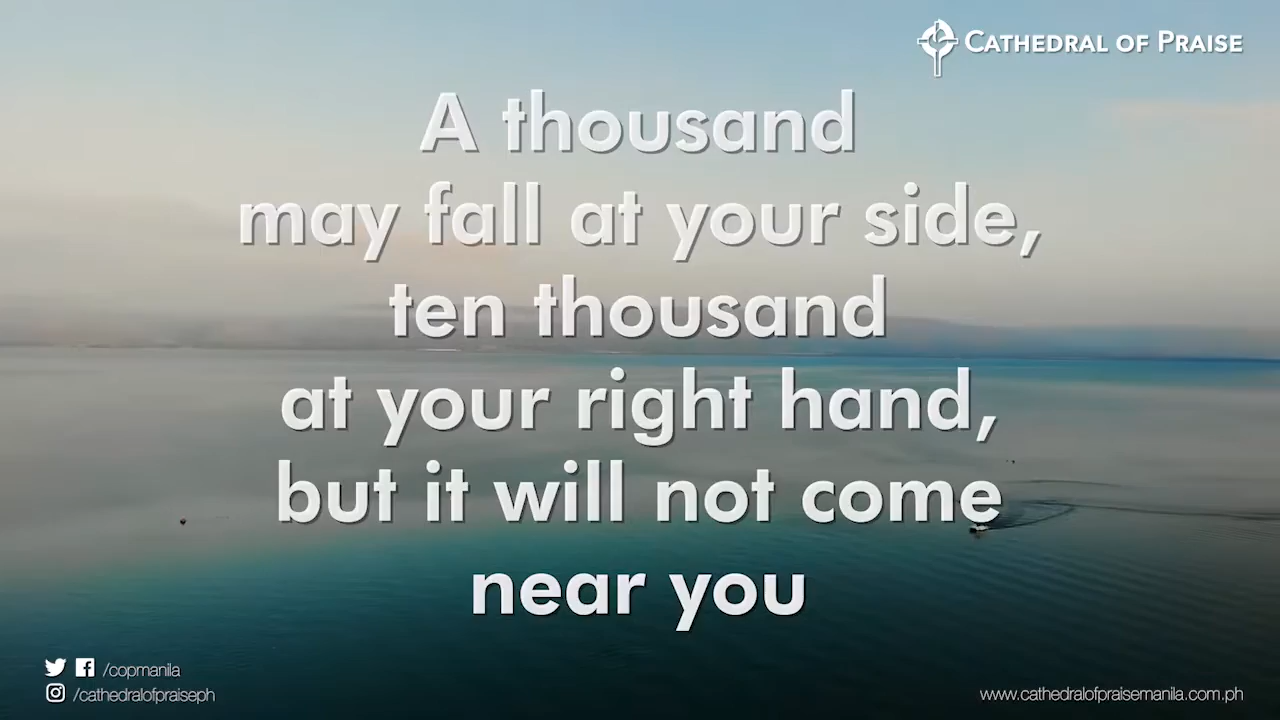 CATHEDRAL OF PRAISE
A thousand
may fall at your side,
ten thousand
at your right hand,
but it will not come
near you
/copmanila
/cathedralofpraiseph
www.cathedralofpraisemanila.com.ph